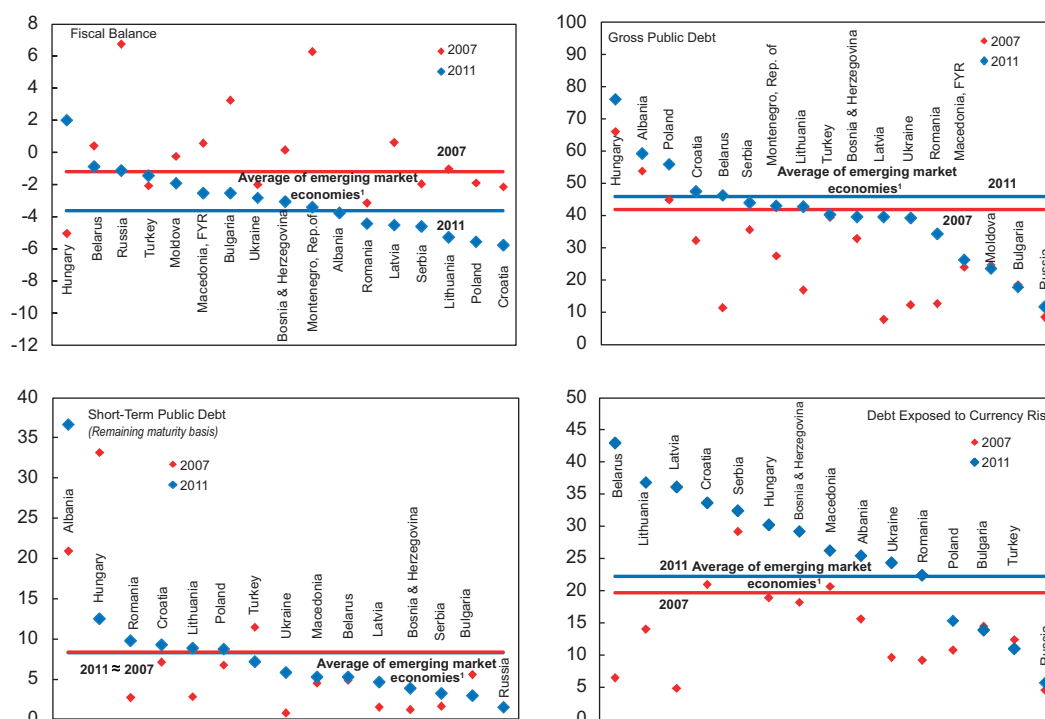 Fiscal Balance
2007
2011
8
6
4
2
0
-2
-4
-6
-8
-10
-12
2007
Average of emerging market
economies¹
2011
Hungary
Belarus
Russia
Turkey
Moldova
Macedonia, FYR
Bulgaria
Ukraine
Bosnia & Herzegovina
Montenegro, Rep. of
Albania
Romania
Latvia
Serbia
Lithuania
Poland
Croatia
Gross Public Debt
2007
2011
100
90
80
70
60
50
40
30
20
10
0
Hungary
Albania
Poland
Croatia
Belarus
Serbia
Montenegro, Rep. of
Lithuania
Turkey
Bosnia & Herzegovina
Latvia
Ukraine
Romania
Macedonia, FYR
Moldova
Bulgaria
Russia
Average of emerging market
economies¹
2011
2007
Short-Term Public Debt
(Remaining maturity basis)
2007
2011
40
35
30
25
20
15
10
5
0
Albania
Hungary
Romania
Croatia
Lithuania
Poland
Turkey
Ukraine
Macedonia
Belarus
Latvia
Bosnia & Herzegovina
Serbia
Bulgaria
Russia
2011 ≈ 2007
Average of emerging market
economies¹
Debt Exposed to Currency Ris
2007
2011
50
45
40
35
30
25
20
15
10
5
0
Belarus
Lithuania
Latvia
Croatia
Serbia
Hungary
Bosnia & Herzegovina
Macedonia
Albania
Ukraine
Romania
Poland
Bulgaria
Turkey
Russia
2011
Average of emerging market
economies¹
2007